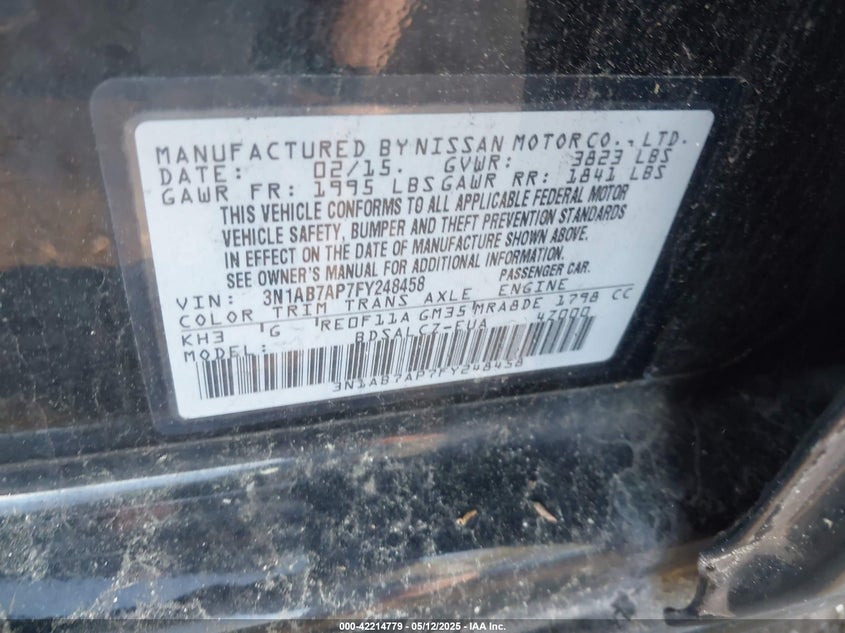 MANUFACTURED BY NISSAN MOTOR CO., LTD.
DATE: 02/15. GVWR: 3823 LBS
GAWR FR: 1995 LBS GAWR RR: 1841 LBS
THIS VEHICLE CONFORMS TO ALL APPLICABLE FEDERAL MOTOR
VEHICLE SAFETY, BUMPER AND THEFT PREVENTION STANDARDS
IN EFFECT ON THE DATE OF MANUFACTURE SHOWN ABOVE.
SEE OWNER'S MANUAL FOR ADDITIONAL INFORMATION.
VIN: 3N1AB7AP7FY248458 PASSENGER CAR.
COLOR TRIM TRANS AXLE ENGINE
KH3 G RE0F11A GM35 MRA8DE 1798 CC
MODEL: BDSALCZ-EUA 4Z000
3N1AB7AP7FY248458
000-42214779 - 05/12/2025 - IAA Inc.